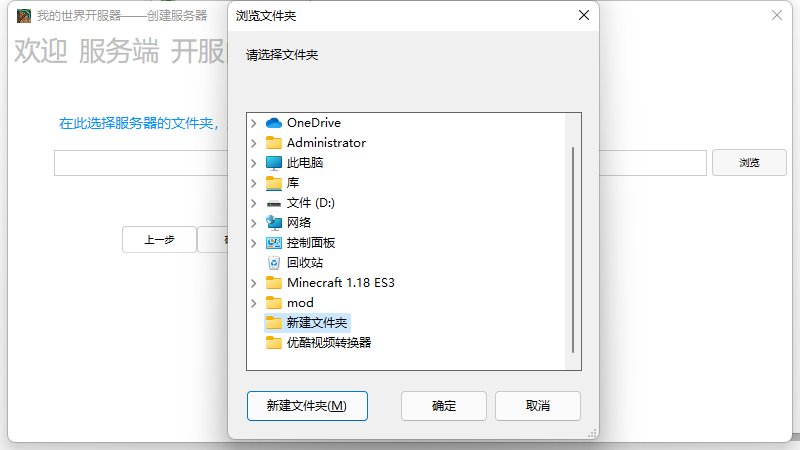 我的世界开服器——创建服务器
欢迎 服务端 开服
在此选择服务器的文件夹，
浏览
上一步
浏览文件夹
请选择文件夹
OneDrive
Administrator
此电脑
库
文件 (D:)
网络
控制面板
回收站
Minecraft 1.18 ES3
mod
新建文件夹
优酷视频转换器
新建文件夹(M)
确定
取消